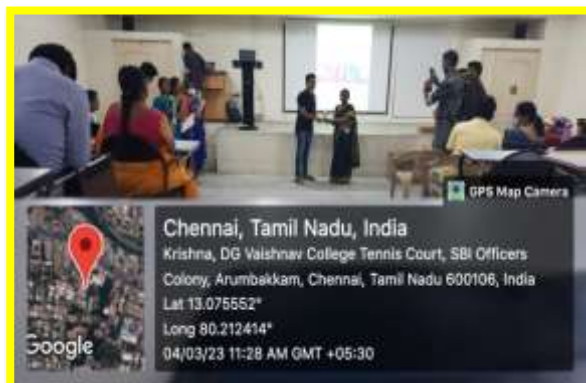 GPS Map Camera
Chennai, Tamil Nadu, India
Krishna, DG Vaishnav College Tennis Court, SBI Officers
Colony, Arumbakkam, Chennai, Tamil Nadu 600106, India
Lat 13.075552°
Long 80.212414°
04/03/23 11:28 AM GMT +05:30
Google